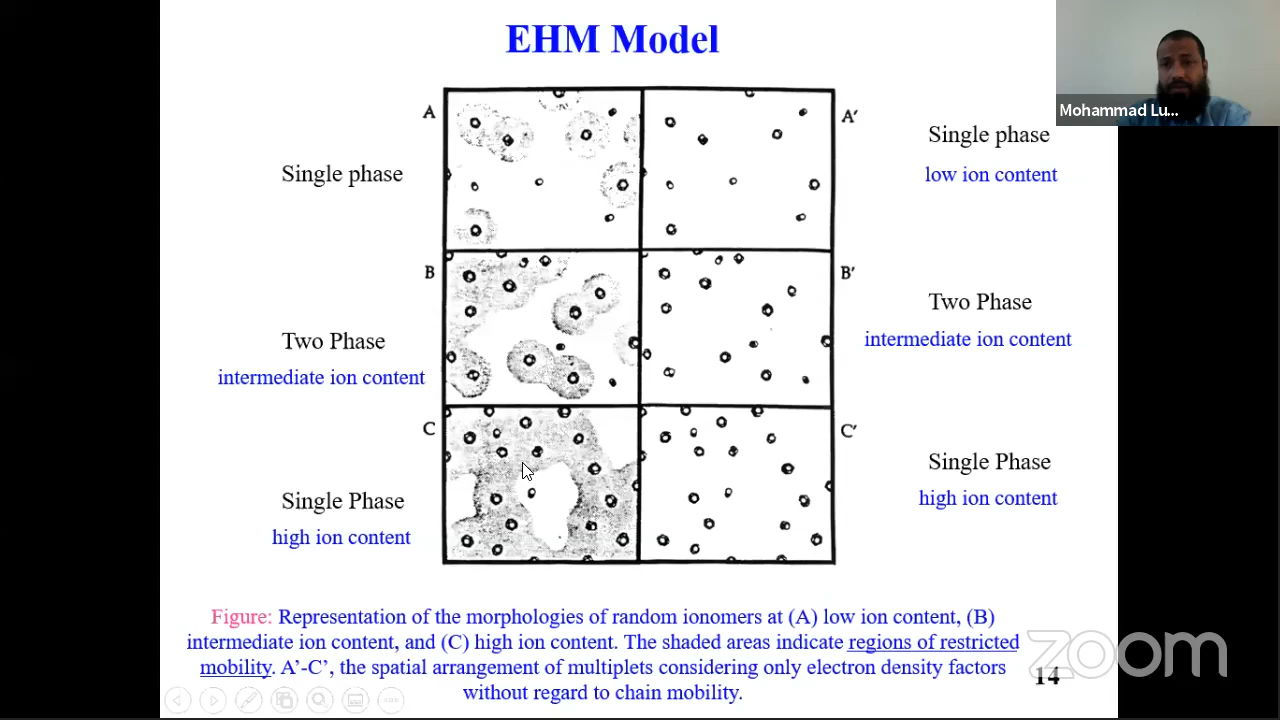 EHM Model
Mohammad Lu...
A
A'
Single phase
Single phase
low ion content
B
B'
Two Phase
intermediate ion content
Two Phase
intermediate ion content
C
C'
Single Phase
high ion content
Single Phase
high ion content
Figure: Representation of the morphologies of random ionomers at (A) low ion content, (B)
intermediate ion content, and (C) high ion content. The shaded areas indicate regions of restricted
mobility. A'-C', the spatial arrangement of multiplets considering only electron density factors
without regard to chain mobility.
zoom
14